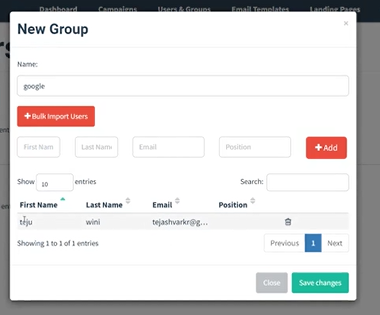 Dashboard Campaigns Users & Groups Email Templates Landing Pages
New Group
×
Name:
google
+ Bulk Import Users
First Nam Last Name Email Position + Add
Show 10 entries Search:
First Name Last Name Email Position
teju wini tejashvarkr@g...
Showing 1 to 1 of 1 entries Previous 1 Next
Close Save changes